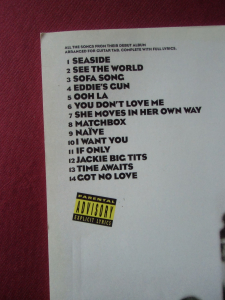 ALL THE SONGS FROM THEIR DEBUT ALBUM
ARRANGED FOR GUITAR TAB, COMPLETE WITH FULL LYRICS.
1 SEASIDE
2 SEE THE WORLD
3 SOFA SONG
4 EDDIE'S GUN
5 OOH LA
6 YOU DON'T LOVE ME
7 SHE MOVES IN HER OWN WAY
8 MATCHBOX
9 NAÏVE
10 I WANT YOU
11 IF ONLY
12 JACKIE BIG TITS
13 TIME AWAITS
14 GOT NO LOVE
PARENTAL
ADVISORY
EXPLICIT LYRICS